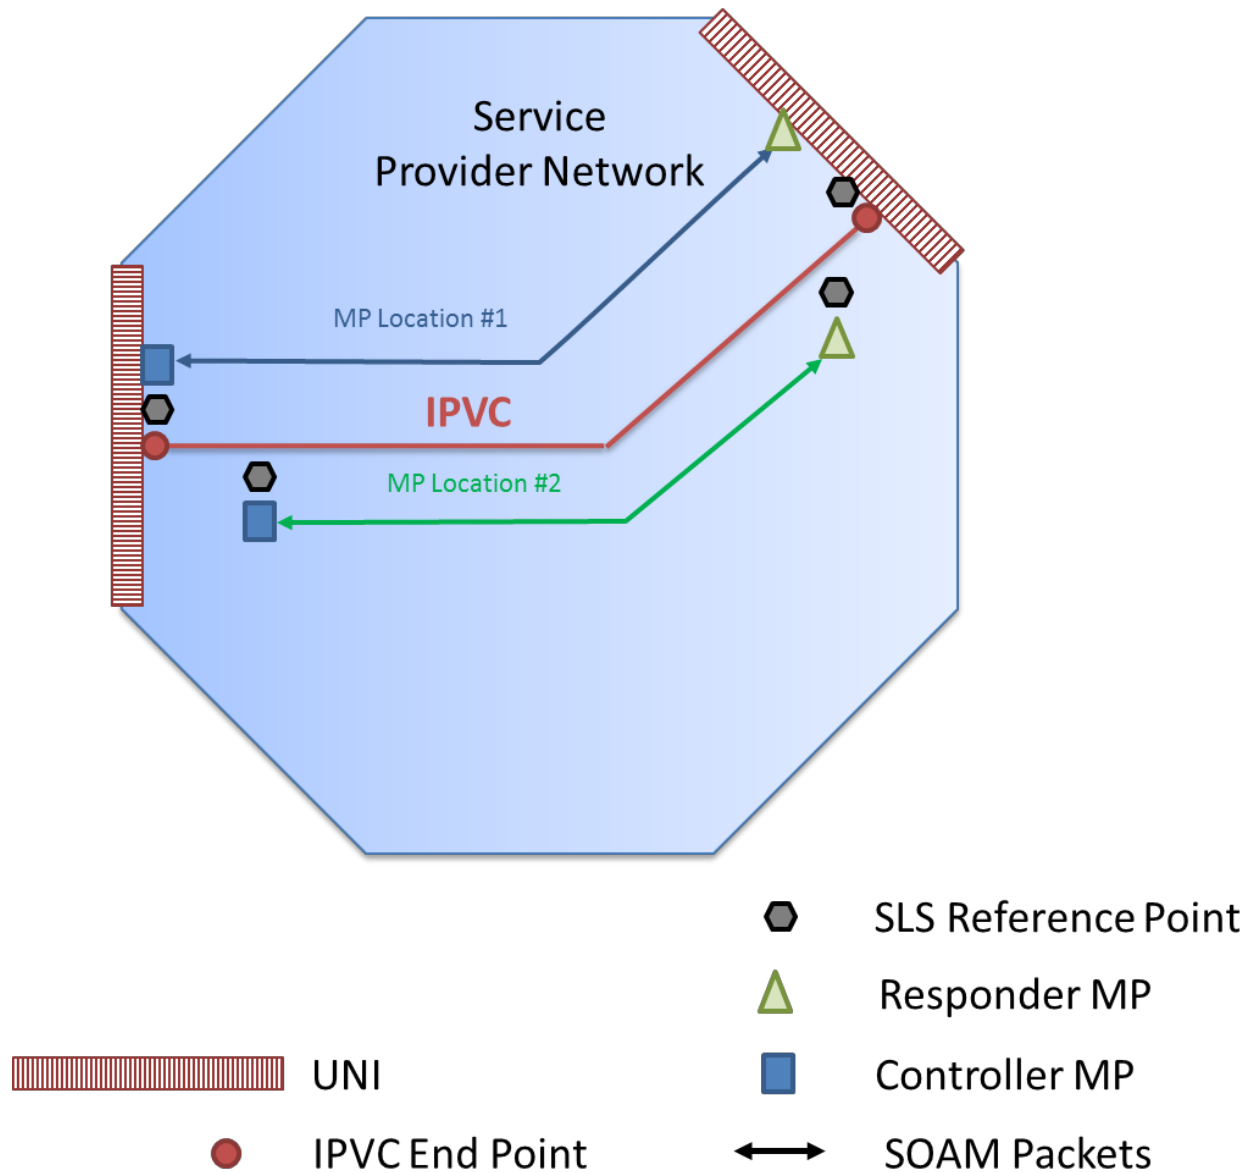 Service
Provider Network
MP Location #1
IPVC
MP Location #2
SLS Reference Point
Responder MP
UNI
Controller MP
IPVC End Point
SOAM Packets